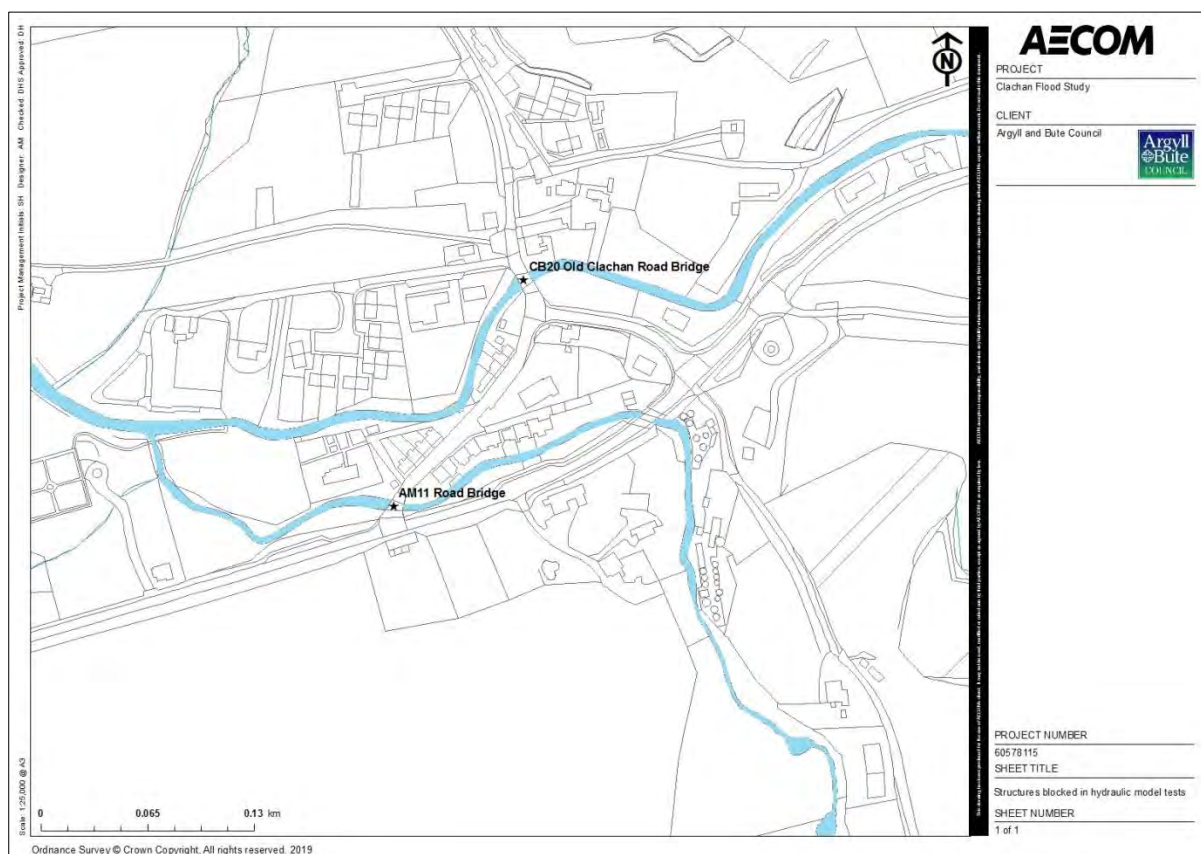 Project Management Initials: SH Designer: AM Checked: DHS Approved: DH
Scale: 1:25,000 @ A3
N
CB20 Old Clachan Road Bridge
AM11 Road Bridge
0 0.065 0.13 km
Ordnance Survey © Crown Copyright. All rights reserved. 2019
AECOM
PROJECT
Clachan Flood Study
CLIENT
Argyll and Bute Council
Argyll
Bute
COUNCIL
PROJECT NUMBER
60578115
SHEET TITLE
Structures blocked in hydraulic model tests
SHEET NUMBER
1 of 1